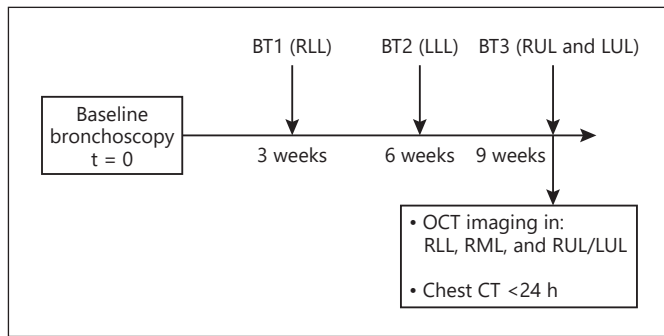 BT1 (RLL)
BT2 (LLL)
BT3 (RUL and LUL)
Baseline
bronchoscopy
t = 0
3 weeks
6 weeks
9 weeks
• OCT imaging in:
RLL, RML, and RUL/LUL
• Chest CT <24 h